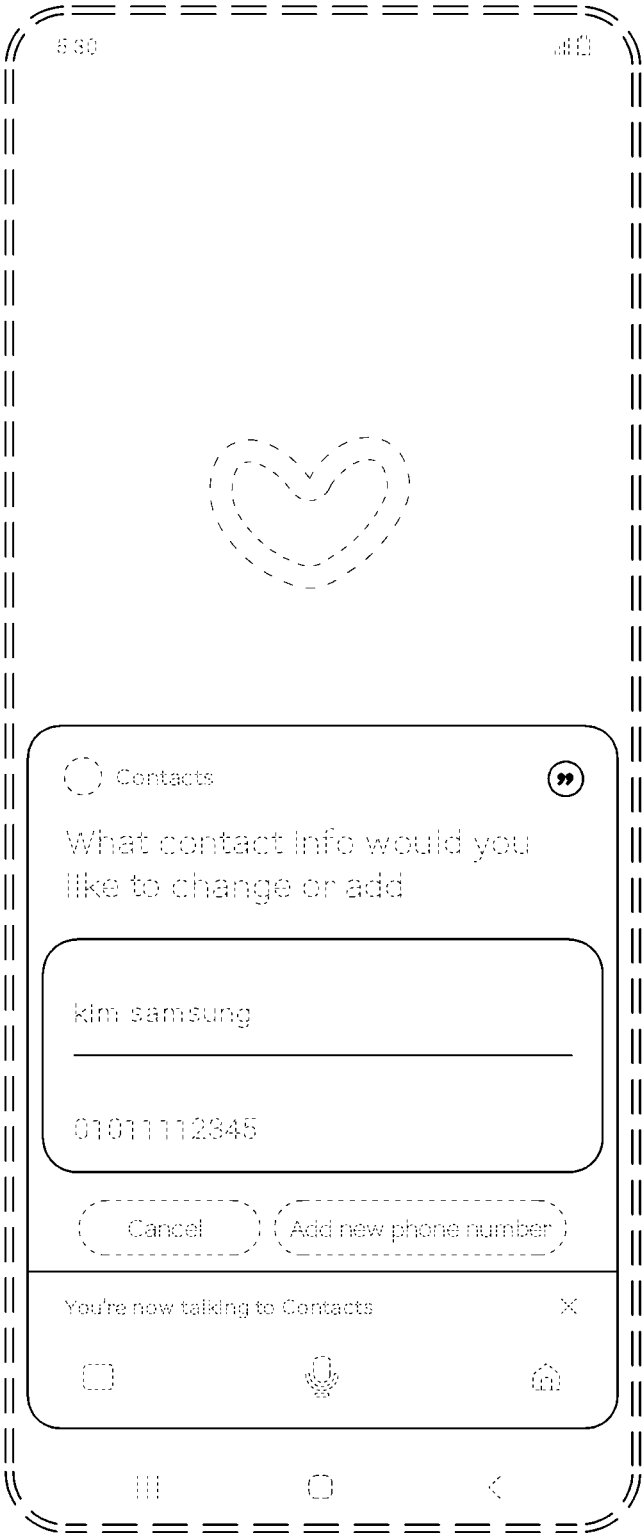 5:30
Contacts
”
What contact info would you
like to change or add
kim samsung
01011112345
Cancel Add new phone number
You're now talking to Contacts